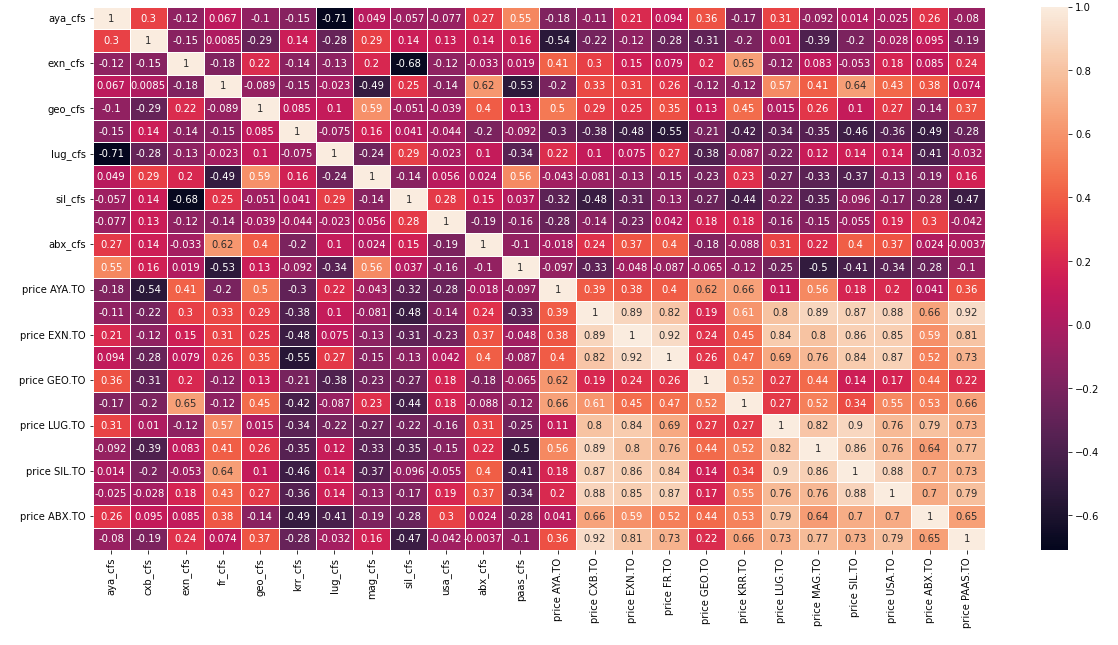 aya_cfs 1 0.3 -0.12 0.067 -0.1 -0.15 -0.71 0.049 -0.057 -0.077 0.27 0.55 -0.18 -0.11 0.21 0.094 0.36 -0.17 0.31 -0.092 0.014 -0.025 0.26 -0.08 1.0
0.3 1 -0.15 0.0085 -0.29 0.14 -0.28 0.29 0.14 0.13 0.14 0.16 -0.54 -0.22 -0.12 -0.28 -0.31 -0.2 0.01 -0.39 -0.2 -0.028 0.095 -0.19
exn_cfs -0.12 -0.15 1 -0.18 0.22 -0.14 -0.13 0.2 -0.68 -0.12 -0.033 0.019 0.41 0.3 0.15 0.079 0.2 0.65 -0.12 0.083 -0.053 0.18 0.085 0.24
0.067 0.0085 -0.18 1 -0.089 -0.15 -0.023 -0.49 0.25 -0.14 0.62 -0.53 -0.2 0.33 0.31 0.26 -0.12 -0.12 0.57 0.41 0.64 0.43 0.38 0.074 0.8
geo_cfs -0.1 -0.29 0.22 -0.089 1 0.085 0.1 0.59 -0.051 -0.039 0.4 0.13 0.5 0.29 0.25 0.35 0.13 0.45 0.015 0.26 0.1 0.27 -0.14 0.37
-0.15 0.14 -0.14 -0.15 0.085 1 -0.075 0.16 0.041 -0.044 -0.2 -0.092 -0.3 -0.38 -0.48 -0.55 -0.21 -0.42 -0.34 -0.35 -0.46 -0.36 -0.49 -0.28
lug_cfs -0.71 -0.28 -0.13 -0.023 0.1 -0.075 1 -0.24 0.29 -0.023 0.1 -0.34 0.22 0.1 0.075 0.27 -0.38 -0.087 -0.22 0.12 0.14 0.14 -0.41 -0.032 0.6
0.049 0.29 0.2 -0.49 0.59 0.16 -0.24 1 -0.14 0.056 0.024 0.56 -0.043 -0.081 -0.13 -0.15 -0.23 0.23 -0.27 -0.33 -0.37 -0.13 -0.19 0.16
sil_cfs -0.057 0.14 -0.68 0.25 -0.051 0.041 0.29 -0.14 1 0.28 0.15 0.037 -0.32 -0.48 -0.31 -0.13 -0.27 -0.44 -0.22 -0.35 -0.096 -0.17 -0.28 -0.47
-0.077 0.13 -0.12 -0.14 -0.039 -0.044 -0.023 0.056 0.28 1 -0.19 -0.16 -0.28 -0.14 -0.23 0.042 0.18 0.18 -0.16 -0.15 -0.055 0.19 0.3 -0.042 0.4
abx_cfs 0.27 0.14 -0.033 0.62 0.4 -0.2 0.1 0.024 0.15 -0.19 1 -0.1 -0.018 0.24 0.37 0.4 -0.18 -0.088 0.31 0.22 0.4 0.37 0.024 -0.0037
0.55 0.16 0.019 -0.53 0.13 -0.092 -0.34 0.56 0.037 -0.16 -0.1 1 -0.097 -0.33 -0.048 -0.087 -0.065 -0.12 -0.25 -0.5 -0.41 -0.34 -0.28 -0.1 0.2
price AYA.TO -0.18 -0.54 0.41 -0.2 0.5 -0.3 0.22 -0.043 -0.32 -0.28 -0.018 -0.097 1 0.39 0.38 0.4 0.62 0.66 0.11 0.56 0.18 0.2 0.041 0.36
-0.11 -0.22 0.3 0.33 0.29 -0.38 0.1 -0.081 -0.48 -0.14 0.24 -0.33 0.39 1 0.89 0.82 0.19 0.61 0.8 0.89 0.87 0.88 0.66 0.92
price EXN.TO 0.21 -0.12 0.15 0.31 0.25 -0.48 0.075 -0.13 -0.31 -0.23 0.37 -0.048 0.38 0.89 1 0.92 0.24 0.45 0.84 0.8 0.86 0.85 0.59 0.81 0.0
0.094 -0.28 0.079 0.26 0.35 -0.55 0.27 -0.15 -0.13 0.042 0.4 -0.087 0.4 0.82 0.92 1 0.26 0.47 0.69 0.76 0.84 0.87 0.52 0.73
price GEO.TO 0.36 -0.31 0.2 -0.12 0.13 -0.21 -0.38 -0.23 -0.27 0.18 -0.18 -0.065 0.62 0.19 0.24 0.26 1 0.52 0.27 0.44 0.14 0.17 0.44 0.22
-0.17 -0.2 0.65 -0.12 0.45 -0.42 -0.087 0.23 -0.44 0.18 -0.088 -0.12 0.66 0.61 0.45 0.47 0.52 1 0.27 0.52 0.34 0.55 0.53 0.66 −0.2
price LUG.TO 0.31 0.01 -0.12 0.57 0.015 -0.34 -0.22 -0.27 -0.22 -0.16 0.31 -0.25 0.11 0.8 0.84 0.69 0.27 0.27 1 0.82 0.9 0.76 0.79 0.73
-0.092 -0.39 0.083 0.41 0.26 -0.35 0.12 -0.33 -0.35 -0.15 0.22 -0.5 0.56 0.89 0.8 0.76 0.44 0.52 0.82 1 0.86 0.76 0.64 0.77
price SIL.TO 0.014 -0.2 -0.053 0.64 0.1 -0.46 0.14 -0.37 -0.096 -0.055 0.4 -0.41 0.18 0.87 0.86 0.84 0.14 0.34 0.9 0.86 1 0.88 0.7 0.73 −0.4
-0.025 -0.028 0.18 0.43 0.27 -0.36 0.14 -0.13 -0.17 0.19 0.37 -0.34 0.2 0.88 0.85 0.87 0.17 0.55 0.76 0.76 0.88 1 0.7 0.79
price ABX.TO 0.26 0.095 0.085 0.38 -0.14 -0.49 -0.41 -0.19 -0.28 0.3 0.024 -0.28 0.041 0.66 0.59 0.52 0.44 0.53 0.79 0.64 0.7 0.7 1 0.65 −0.6
-0.08 -0.19 0.24 0.074 0.37 -0.28 -0.032 0.16 -0.47 -0.042 -0.0037 -0.1 0.36 0.92 0.81 0.73 0.22 0.66 0.73 0.77 0.73 0.79 0.65 1
aya_cfs cxb_cfs exn_cfs fr_cfs geo_cfs krr_cfs lug_cfs mag_cfs sil_cfs usa_cfs abx_cfs paas_cfs price AYA.TO price CXB.TO price EXN.TO price FR.TO price GEO.TO price KRR.TO price LUG.TO price MAG.TO price SIL.TO price USA.TO price ABX.TO price PAAS.TO